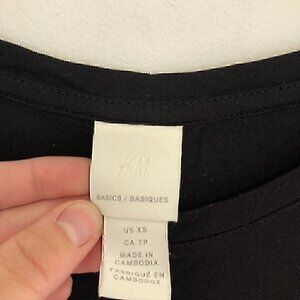 H&M
BASICS / BASIQUES
US XS
CA TP
MADE IN
CAMBODIA
FABRIQUÉ EN
CAMBODGE